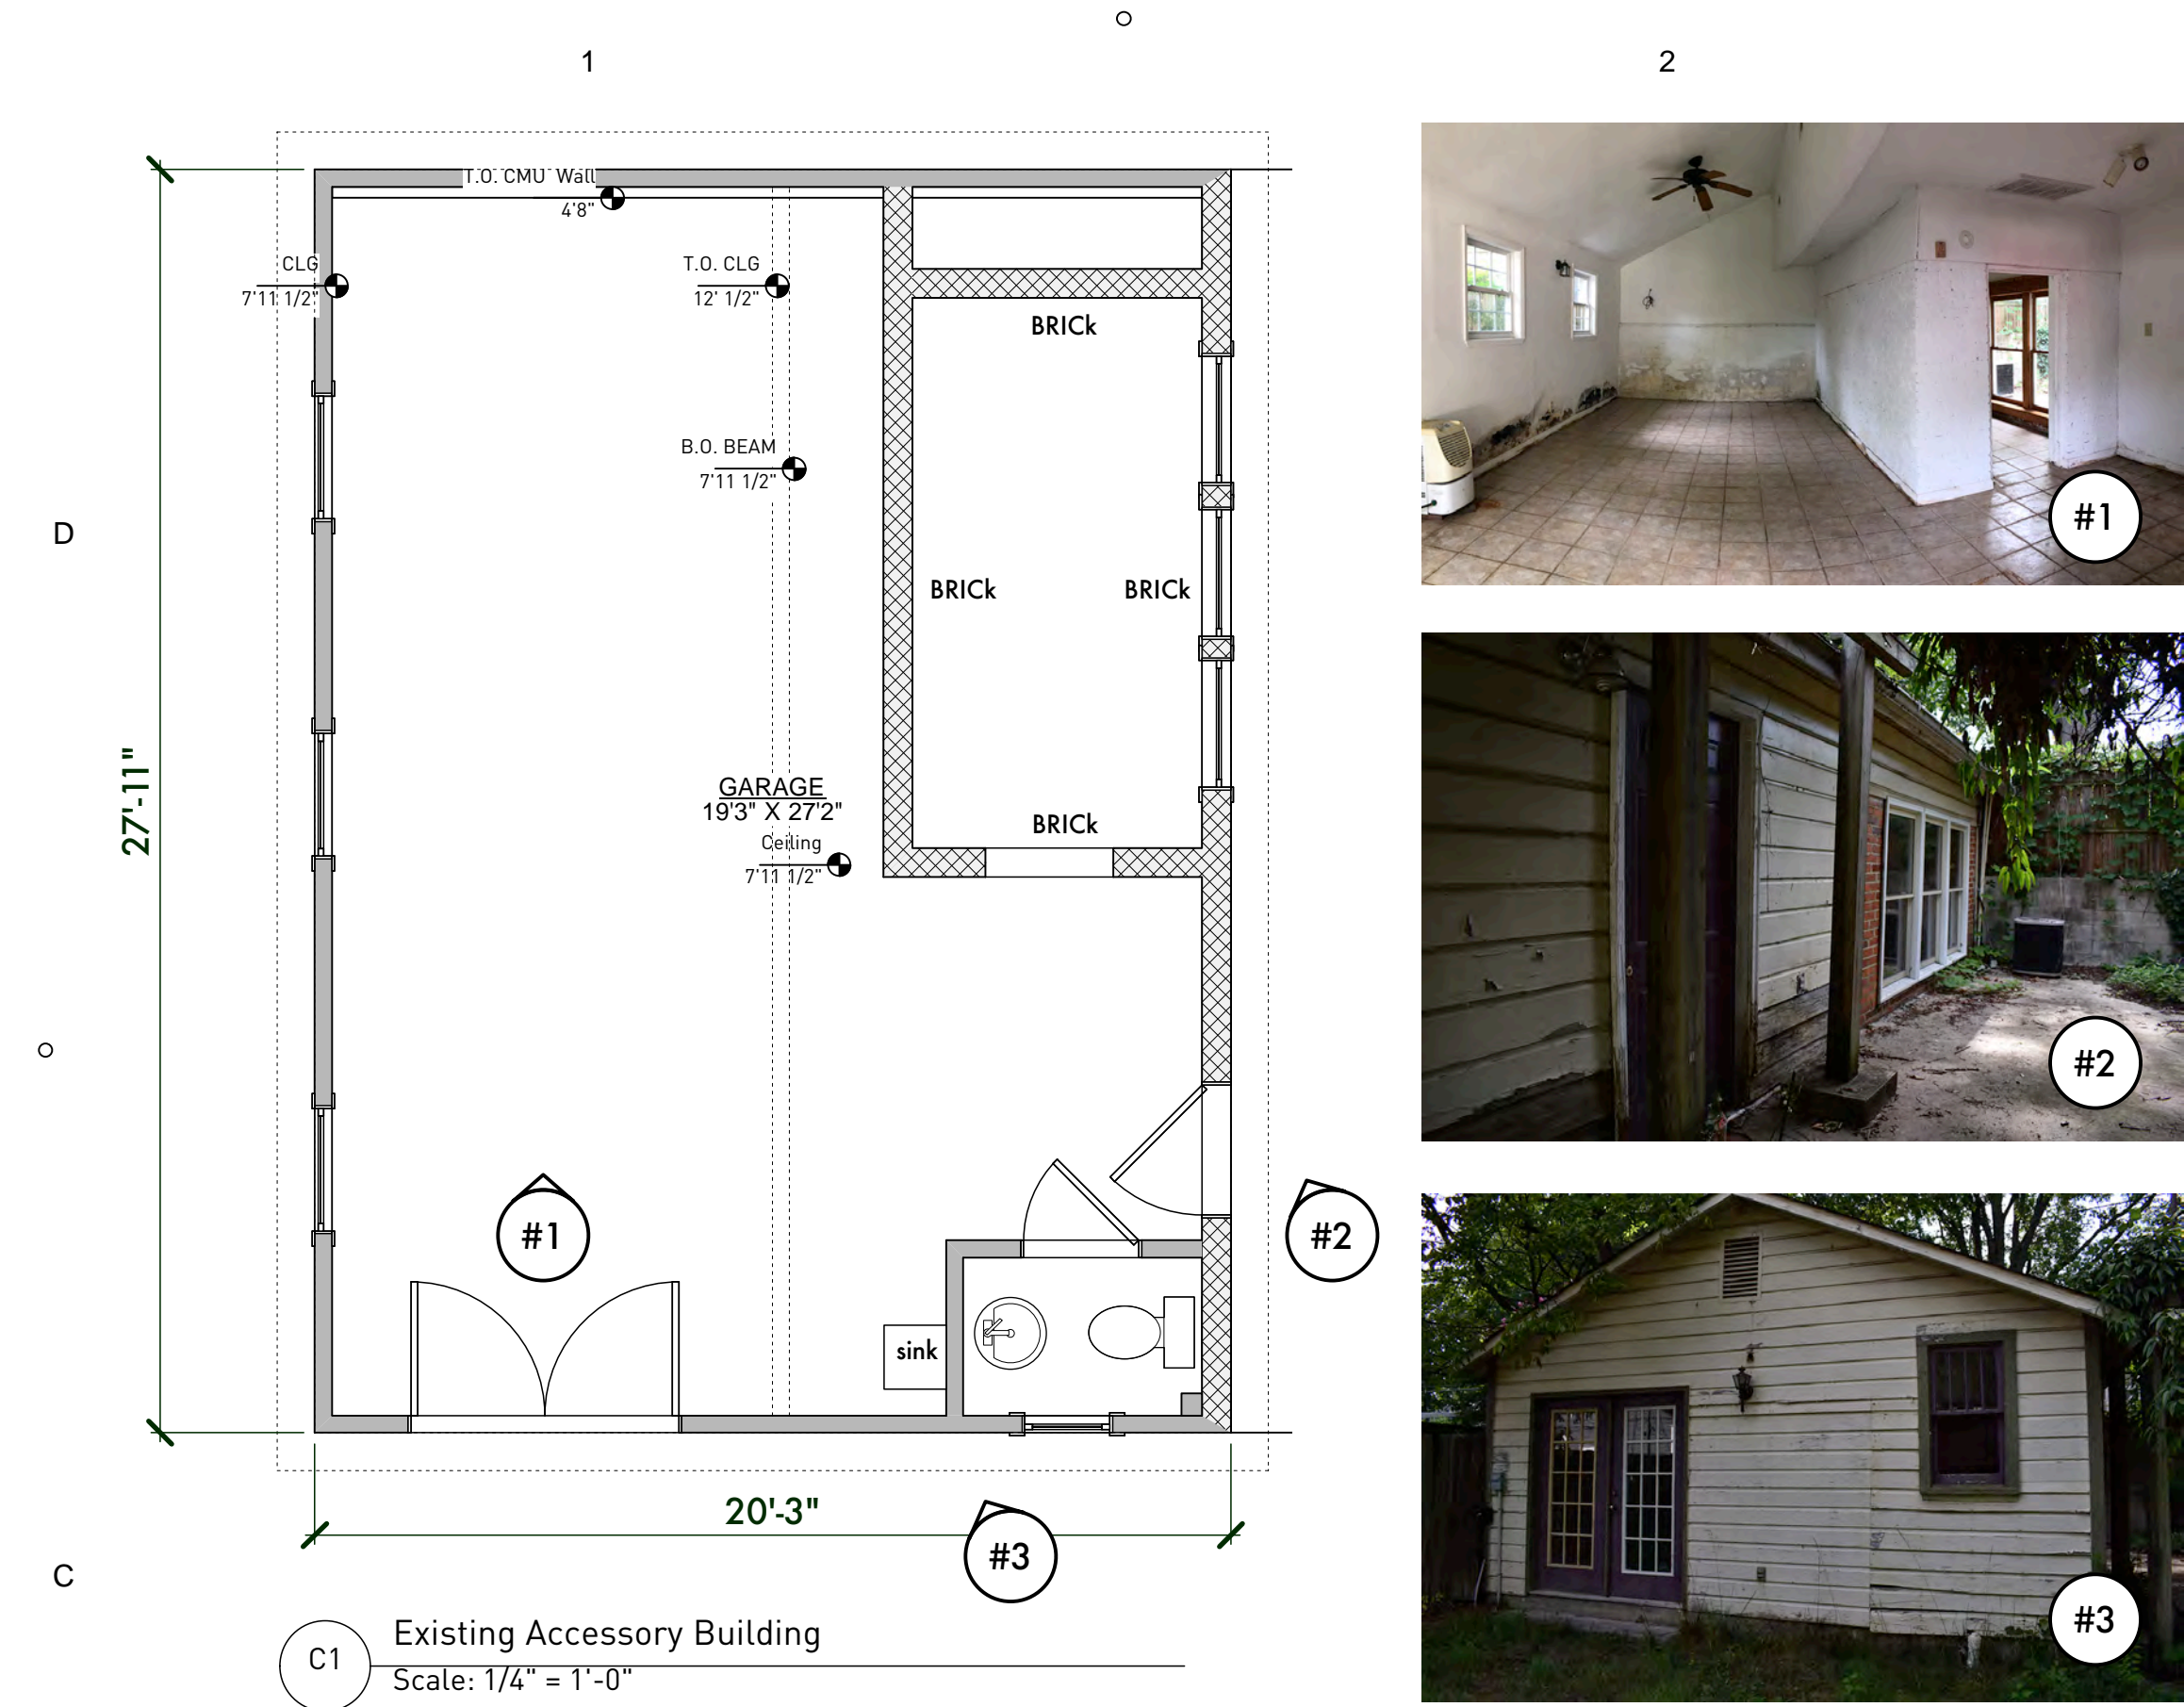 1
2
T.O. CMU Wall
4'8"
CLG
7'11 1/2"
T.O. CLG
12' 1/2"
BRICk
B.O. BEAM
7'11 1/2"
#1
D
BRICk
BRICk
27'-11"
GARAGE
19'3" X 27'2"
BRICk
Ceiling
7'11 1/2"
#2
#1
#2
sink
20'-3"
#3
C
#3
C1
Existing Accessory Building
Scale: 1/4" = 1'-0"